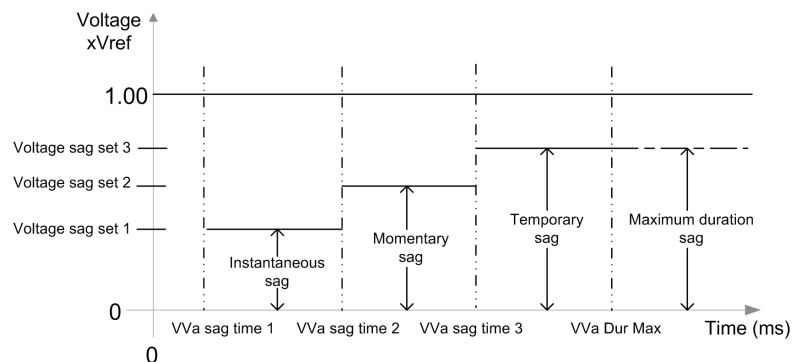 Voltage
xVref
1.00
Voltage sag set 3
Voltage sag set 2
Voltage sag set 1
Instantaneous
sag
Momentary
sag
Temporary
sag
Maximum duration
sag
0
VVa sag time 1
VVa sag time 2
VVa sag time 3
VVa Dur Max
Time (ms)
0